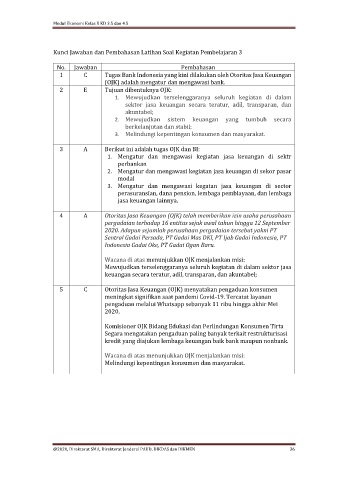 Modul Ekonomi Kelas X KD 3.5 dan 4.5
Kunci Jawaban dan Pembahasan Latihan Soal Kegiatan Pembelajaran 3
No. Jawaban Pembahasan
1 C Tugas Bank Indonesia yang kini dilakukan oleh Otoritas Jasa Keuangan
(OJK) adalah mengatur dan mengawasi bank.
2 E Tujuan dibentuknya OJK:
1. Mewujudkan terselenggaranya seluruh kegiatan di dalam
sektor jasa keuangan secara teratur, adil, transparan, dan
akuntabel;
2. Mewujudkan sistem keuangan yang tumbuh secara
berkelanjutan dan stabil;
3. Melindungi kepentingan konsumen dan masyarakat.
3 A Berikut ini adalah tugas OJK dan BI:
1. Mengatur dan mengawasi kegiatan jasa keuangan di sektr
perbankan
2. Mengatur dan mengawasi kegiatan jasa keuangan di sekor pasar
modal
3. Mengatur dan mengawasi kegatan jasa keuangan di sector
perasuransian, dana pension, lembaga pembiayaan, dan lembaga
jasa keuangan lainnya.
4 A Otoritas Jasa Keuangan (OJK) telah memberikan izin usaha perusahaan
pergadaian terhadap 16 entitas sejak awal tahun hingga 12 September
2020. Adapun sejumlah perusahaan pergadaian tersebut yakni PT
Sentral Gadai Persada, PT Gadai Mas DKI, PT Ijab Gadai Indonesia, PT
Indonesia Gadai Oke, PT Gadai Ogan Baru.
Wacana di atas menunjukkan OJK menjalankan misi:
Mewujudkan terselenggaranya seluruh kegiatan di dalam sektor jasa
keuangan secara teratur, adil, transparan, dan akuntabel;
5 C Otoritas Jasa Keuangan (OJK) menyatakan pengaduan konsumen
meningkat signifikan saat pandemi Covid-19. Tercatat layanan
pengaduan melalui Whatsapp sebanyak 11 ribu hingga akhir Mei
2020.
Komisioner OJK Bidang Edukasi dan Perlindungan Konsumen Tirta
Segara mengatakan pengaduan paling banyak terkait restrukturisasi
kredit yang diajukan lembaga keuangan baik bank maupun nonbank.
Wacana di atas menunjukkan OJK menjalankan misi:
Melindungi kepentingan konsumen dan masyarakat.
@2020, Direktorat SMA, Direktorat Jenderal PAUD, DIKDAS dan DIKMEN 36